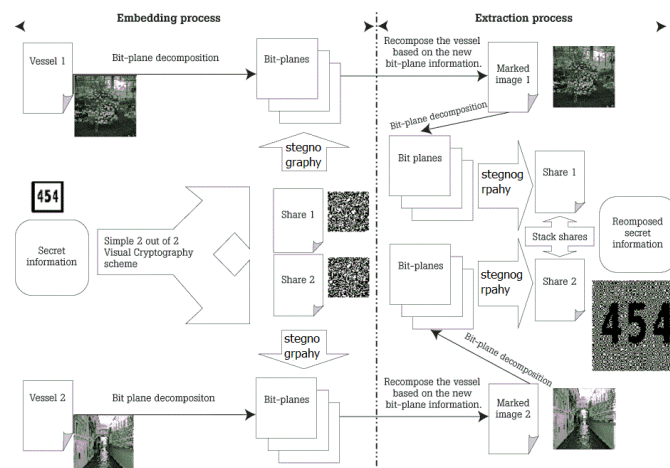 Embedding process
Extraction process
Vessel 1
Bit-plane decomposition
Bit-planes
Recompose the vessel
based on the new
bit-plane information.
Marked
image 1
Bit-plane decomposition
stegno
graphy
Bit planes
stegnog
rpahy
Share 1
454
Secret
information
Simple 2 out of 2
Visual Cryptography
scheme
Share 1
Share 2
Stack shares
Recomposed
secret
information
Bit-planes
stegnog
rpahy
Share 2
454
stegno
grpahy
Bit-plane decomposition
Vessel 2
Bit plane decompositon
Bit-planes
Recompose the vessel
based on the new
bit-plane information.
Marked
image 2